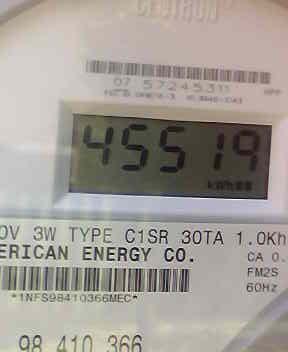 CENTRON
07 57245311
45519
kWh
0V 3W TYPE C1SR 30TA 1.0Kh
ERICAN ENERGY CO.
CA 0.
FM2S
60Hz
*1NFS98410366MEC*
98 410 366